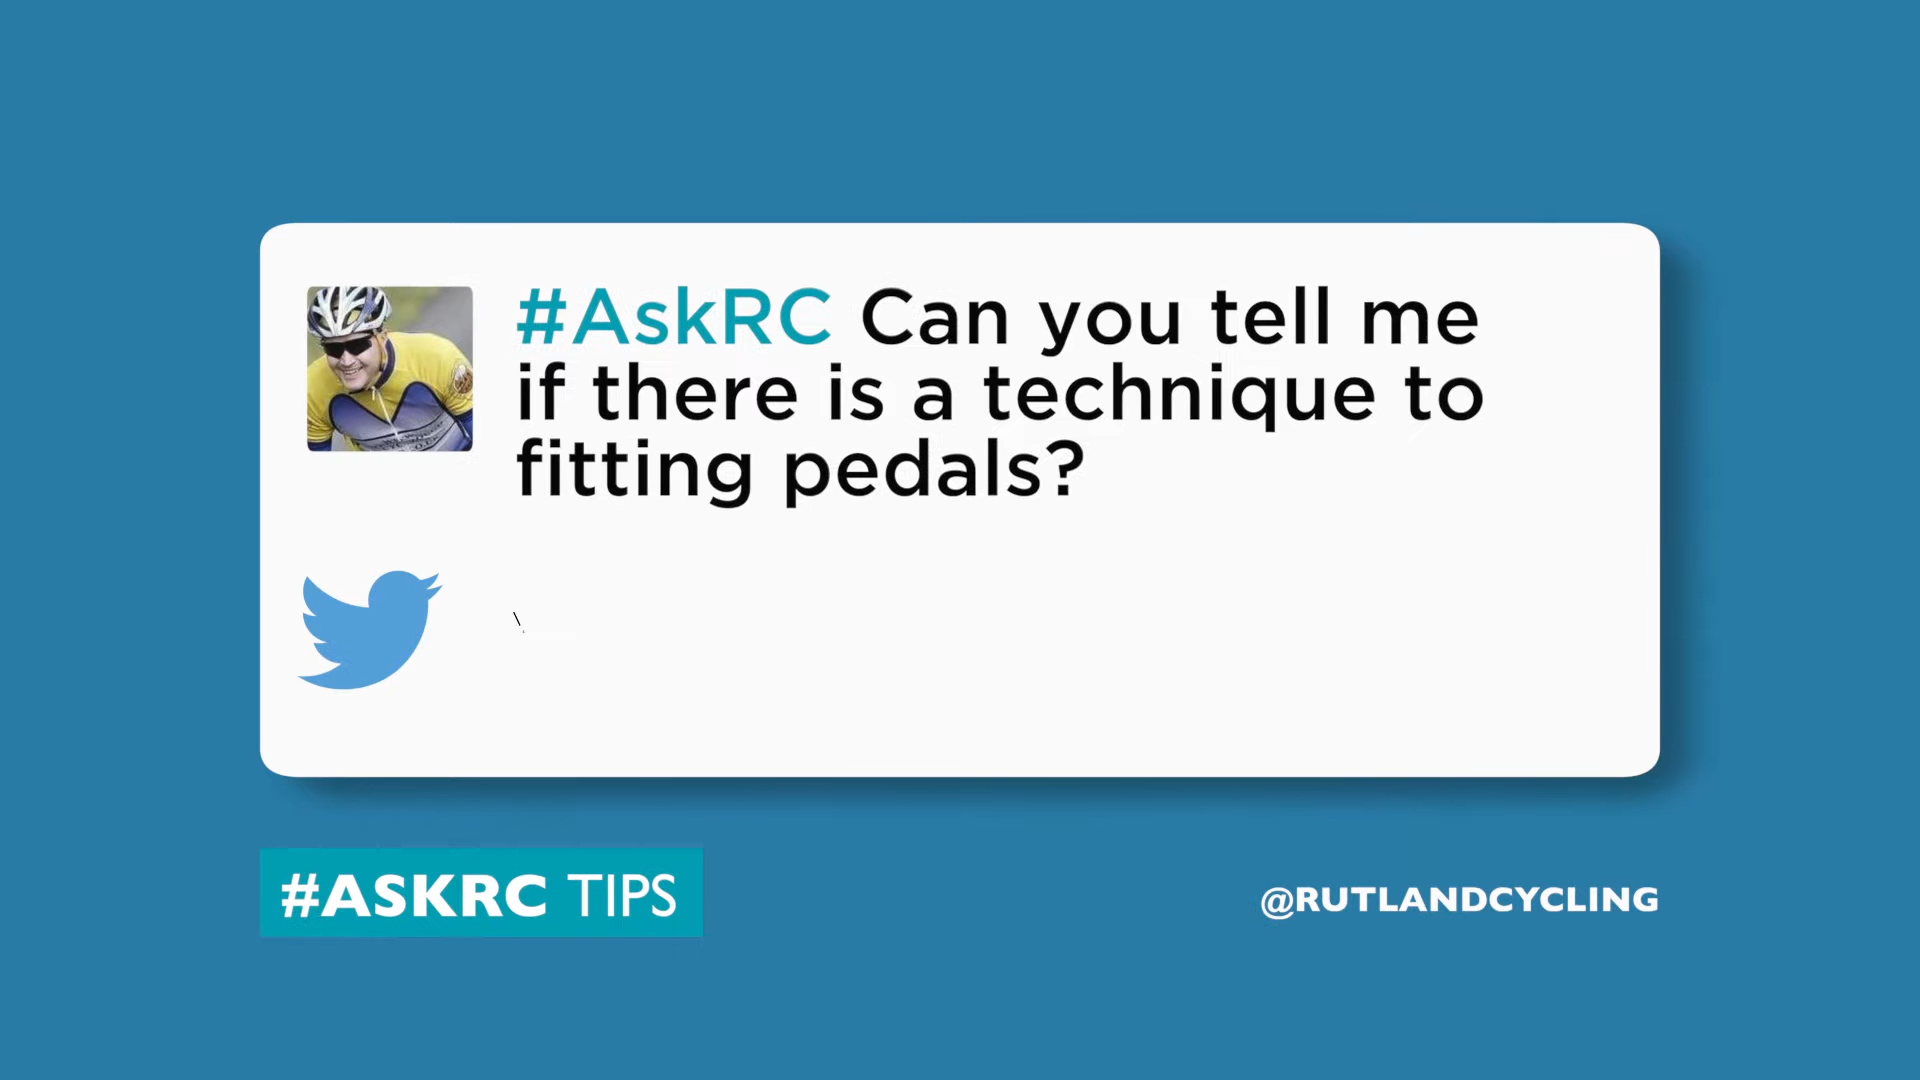 #AskRC Can you tell me
if there is a technique to
fitting pedals?
#ASKRC TIPS
@RUTLANDCYCLING